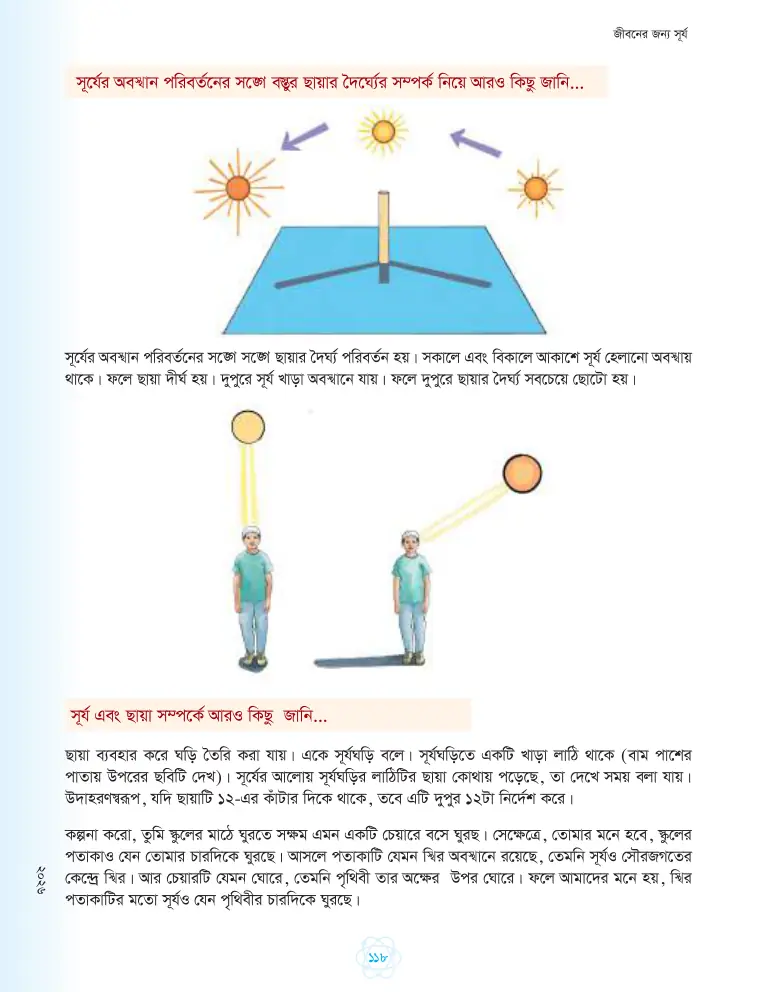 জীবনের জন্য সূর্য
সূর্যের অবস্থান পরিবর্তনের সঙ্গে বস্তুর ছায়ার দৈর্ঘ্যের সম্পর্ক নিয়ে আরও কিছু জানি...
সূর্যের অবস্থান পরিবর্তনের সঙ্গে সঙ্গে ছায়ার দৈর্ঘ্য পরিবর্তন হয়। সকালে এবং বিকালে আকাশে সূর্য হেলানো অবস্থায়
থাকে। ফলে ছায়া দীর্ঘ হয়। দুপুরে সূর্য খাড়া অবস্থানে যায়। ফলে দুপুরে ছায়ার দৈর্ঘ্য সবচেয়ে ছোটো হয়।
সূর্য এবং ছায়া সম্পর্কে আরও কিছু জানি...
ছায়া ব্যবহার করে ঘড়ি তৈরি করা যায়। একে সূর্যঘড়ি বলে। সূর্যঘড়িতে একটি খাড়া লাঠি থাকে (বাম পাশের
পাতায় উপরের ছবিটি দেখ)। সূর্যের আলোয় সূর্যঘড়ির লাঠিটির ছায়া কোথায় পড়েছে, তা দেখে সময় বলা যায়।
উদাহরণস্বরূপ, যদি ছায়াটি ১২-এর কাঁটার দিকে থাকে, তবে এটি দুপুর ১২টা নির্দেশ করে।
কল্পনা করো, তুমি স্কুলের মাঠে ঘুরতে সক্ষম এমন একটি চেয়ারে বসে ঘুরছ। সেক্ষেত্রে, তোমার মনে হবে, স্কুলের
পতাকাও যেন তোমার চারদিকে ঘুরছে। আসলে পতাকাটি যেমন স্থির অবস্থানে রয়েছে, তেমনি সূর্যও সৌরজগতের
কেন্দ্রে স্থির। আর চেয়ারটি যেমন ঘোরে, তেমনি পৃথিবী তার অক্ষের উপর ঘোরে। ফলে আমাদের মনে হয়, স্থির
পতাকাটির মতো সূর্যও যেন পৃথিবীর চারদিকে ঘুরছে।
২০২৫
১১৮